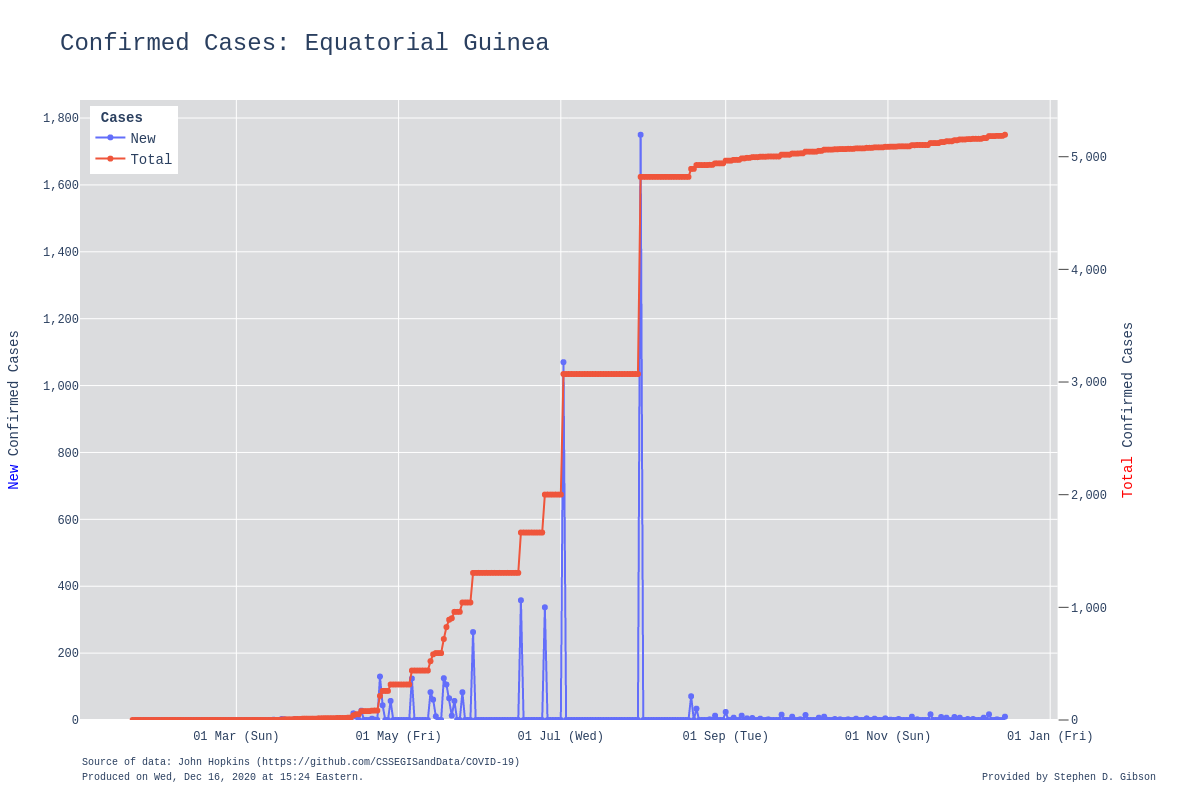 Confirmed Cases: Equatorial Guinea
Cases
New
Total
1,800
1,600
1,400
1,200
1,000
800
600
400
200
0
New Confirmed Cases
5,000
4,000
3,000
2,000
1,000
0
Total Confirmed Cases
01 Mar (Sun)
01 May (Fri)
01 Jul (Wed)
01 Sep (Tue)
01 Nov (Sun)
01 Jan (Fri)
Source of data: John Hopkins (https://github.com/CSSEGISandData/COVID-19)
Produced on Wed, Dec 16, 2020 at 15:24 Eastern.
Provided by Stephen D. Gibson